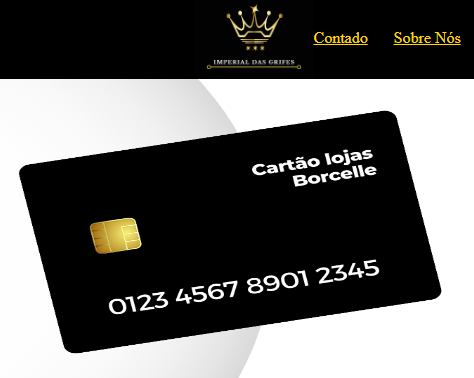 IMPERIAL DAS GRIFES
Contado
Sobre Nós
Cartão lojas
Borcelle
0123 4567 8901 2345